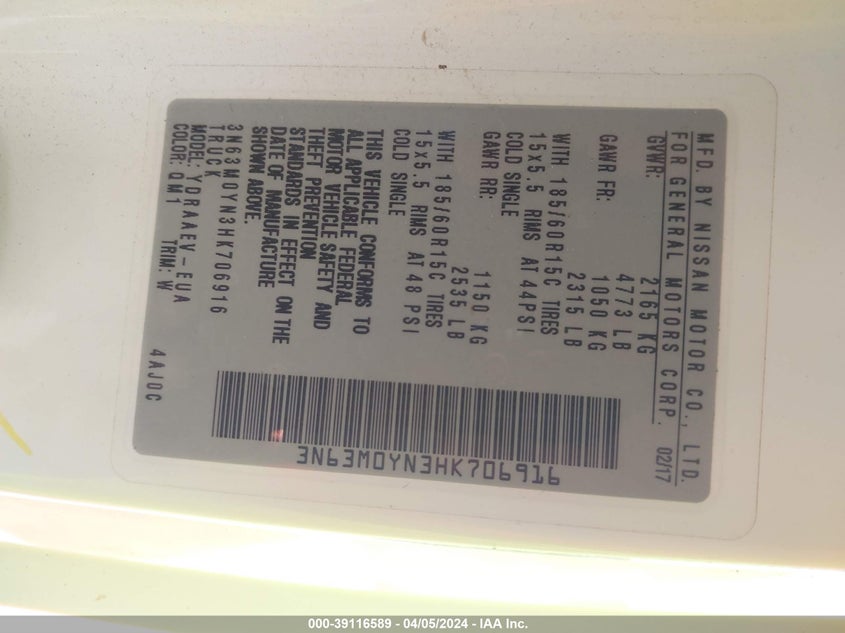 MFD. BY NISSAN MOTOR CO., LTD.
FOR GENERAL MOTORS CORP. 02/17
GVWR: 2165 KG
4773 LB
GAWR FR: 1050 KG
2315 LB
WITH 185/60R15C TIRES
15x5.5 RIMS AT 44PSI
COLD SINGLE
GAWR RR: 1150 KG
2535 LB
WITH 185/60R15C TIRES
15x5.5 RIMS AT 48 PSI
COLD SINGLE
THIS VEHICLE CONFORMS TO
ALL APPLICABLE FEDERAL
MOTOR VEHICLE SAFETY AND
THEFT PREVENTION
STANDARDS IN EFFECT ON THE
DATE OF MANUFACTURE
SHOWN ABOVE.
3N63M0YN3HK706916
TRUCK
MODEL: YDRAAEV-EUA
COLOR: QM1 TRIM: W 4AJ0C
3N63M0YN3HK706916
000-39116589 - 04/05/2024 - IAA Inc.